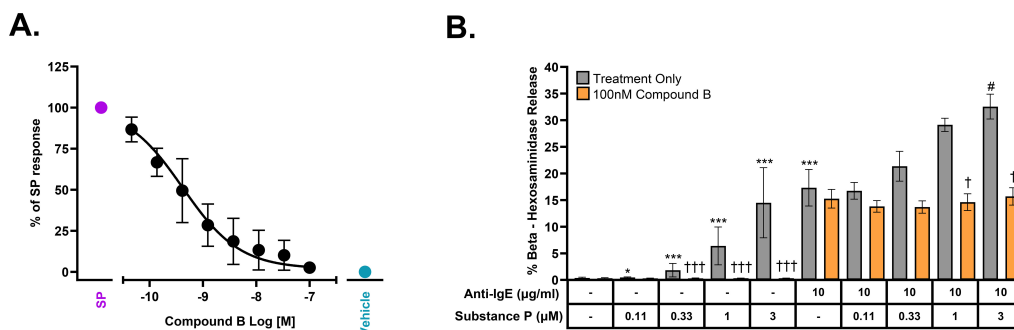 A.
125
100
75
50
25
0
% of SP response
SP
-10 -9 -8 -7
Vehicle
Compound B Log [M]
B.
40
35
30
25
20
15
10
5
0
% Beta - Hexosaminidase Release
Treatment Only
100nM Compound B
* *** ††† *** ††† *** ††† *** † # †
Anti-IgE (µg/ml) - - - - - 10 10 10 10 10
Substance P (µM) - 0.11 0.33 1 3 - 0.11 0.33 1 3